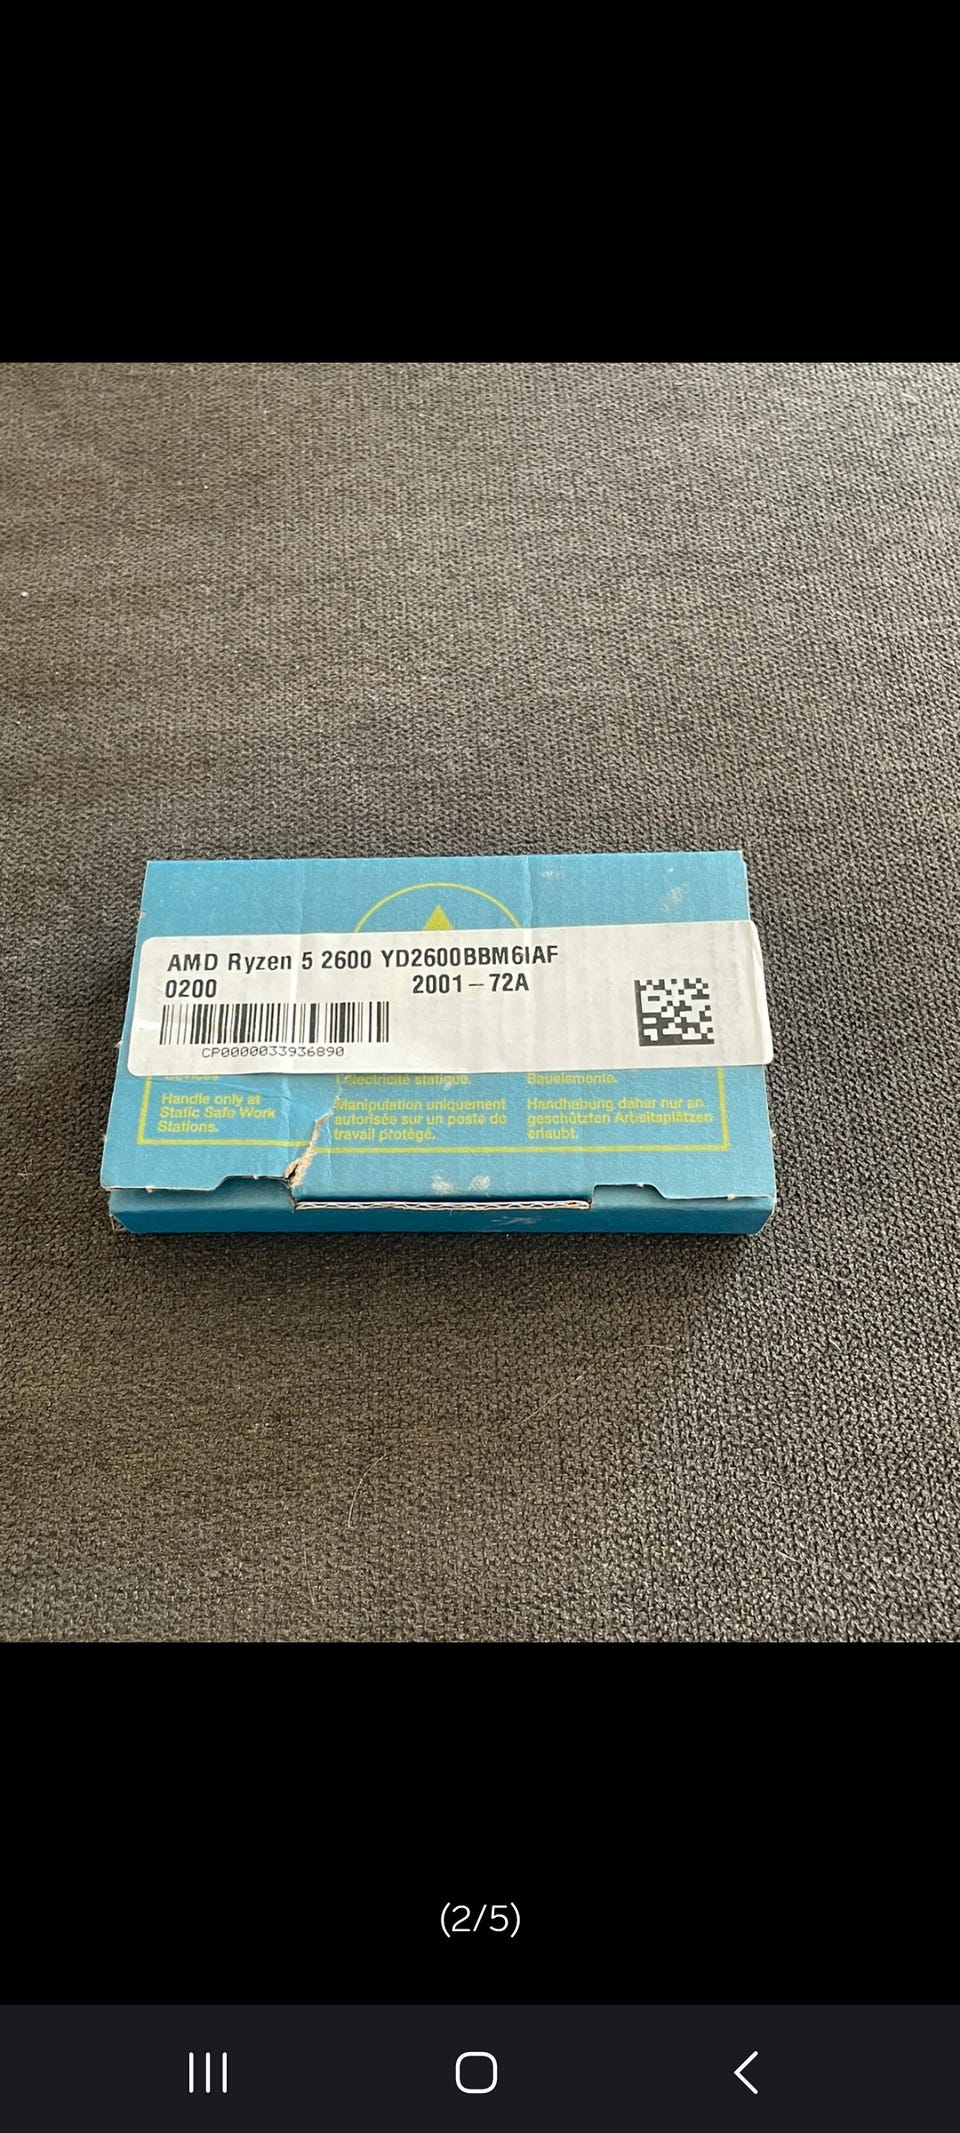 AMD Ryzen 5 2600 YD2600BBM6IAF
0200 2001-72A
CP0000033936890
l'électricité statique.
Bauelemente.
Handle only at
Static Safe Work
Stations.
Manipulation uniquement
autorisée sur un poste de
travail protégé.
Handhabung daher nur an
geschützten Arbeitsplätzen
erlaubt.
(2/5)